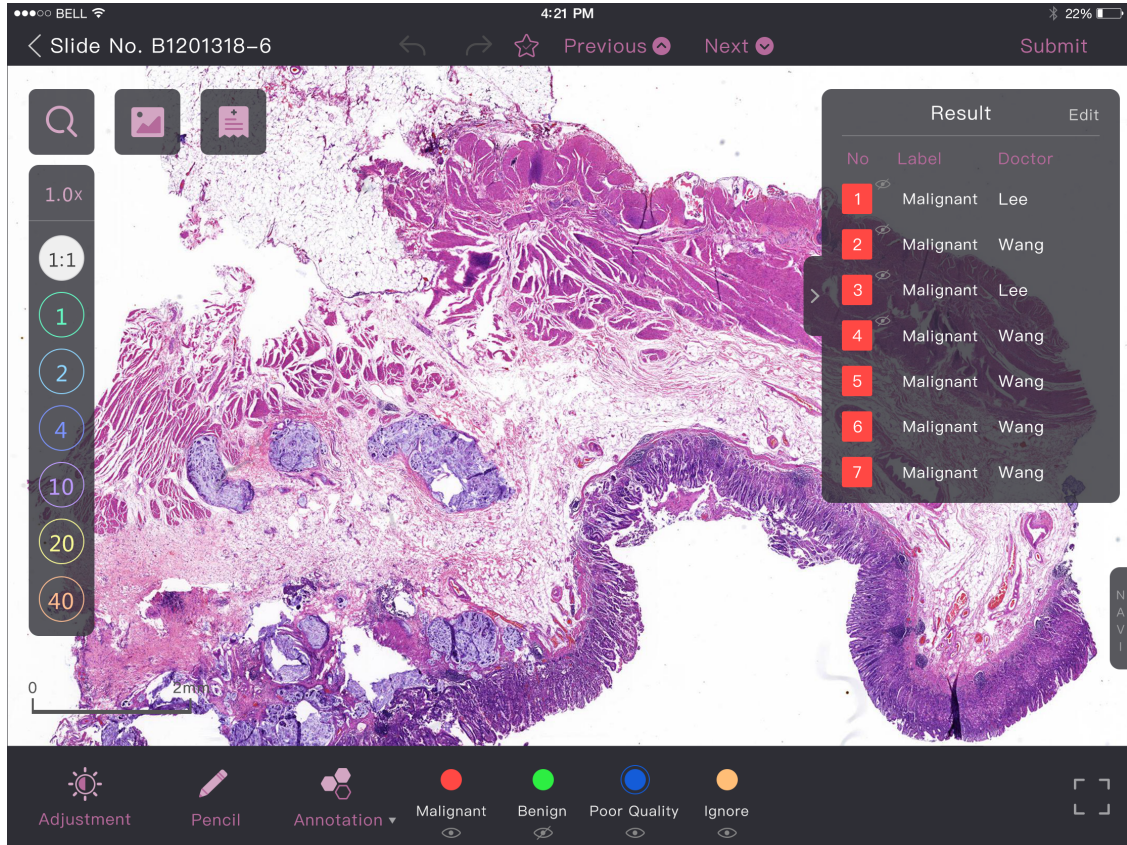 BELL 4:21 PM 22%
Slide No. B1201318-6 Previous Next Submit
1.0x
1:1
1
2
4
10
20
40
Result Edit
No Label Doctor
1 Malignant Lee
2 Malignant Wang
3 Malignant Lee
4 Malignant Wang
5 Malignant Wang
6 Malignant Wang
7 Malignant Wang
NAVI
0 2mm
Adjustment Pencil Annotation Malignant Benign Poor Quality Ignore